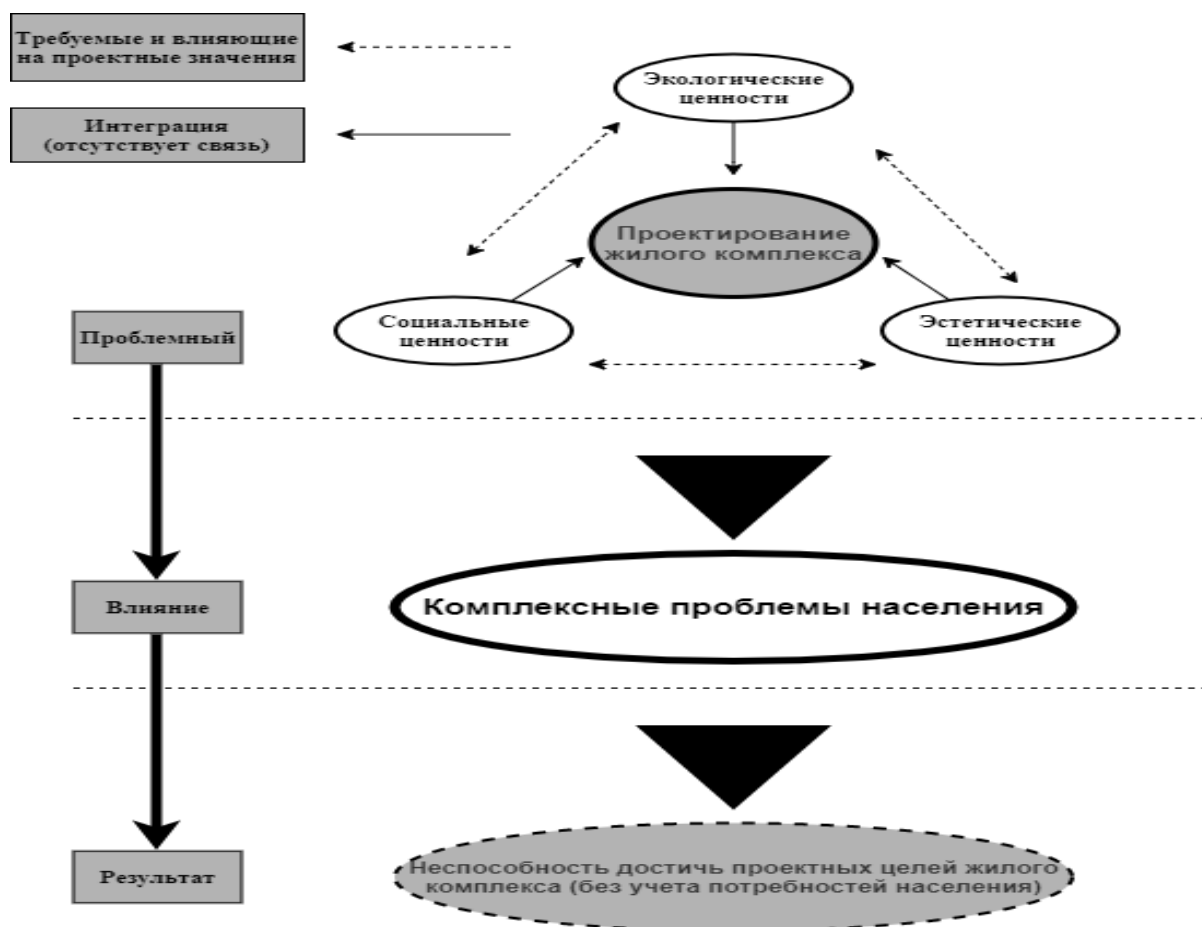 Требуемые и влияющие
на проектные значения
Интеграция
(отсутствует связь)
Экологические
ценности
Проектирование
жилого комплекса
Социальные
ценности
Эстетические
ценности
Проблемный
Влияние
Комплексные проблемы населения
Результат
Неспособность достичь проектных целей жилого
комплекса (без учета потребностей населения)